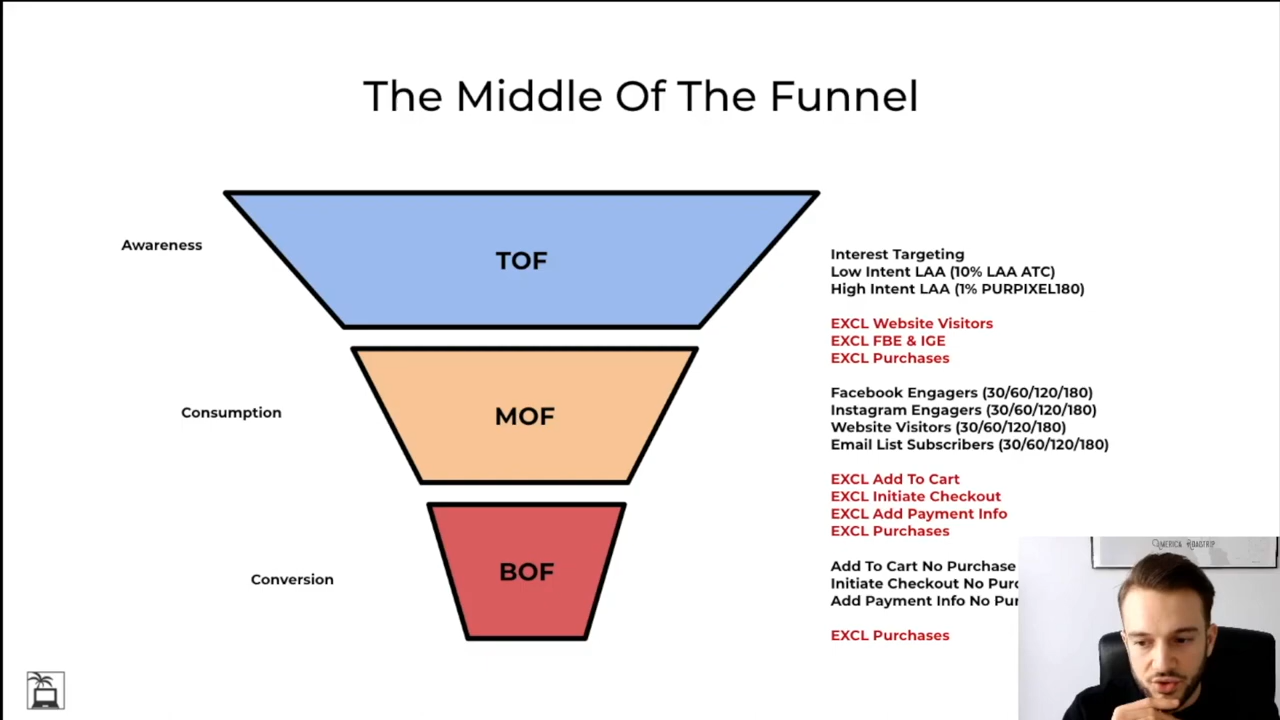 The Middle Of The Funnel
Awareness
TOF
Interest Targeting
Low Intent LAA (10% LAA ATC)
High Intent LAA (1% PURPIXEL180)
EXCL Website Visitors
EXCL FBE & IGE
EXCL Purchases
Consumption
MOF
Facebook Engagers (30/60/120/180)
Instagram Engagers (30/60/120/180)
Website Visitors (30/60/120/180)
Email List Subscribers (30/60/120/180)
EXCL Add To Cart
EXCL Initiate Checkout
EXCL Add Payment Info
EXCL Purchases
Conversion
BOF
Add To Cart No Purchase
Initiate Checkout No
Add Payment Info No
EXCL Purchases